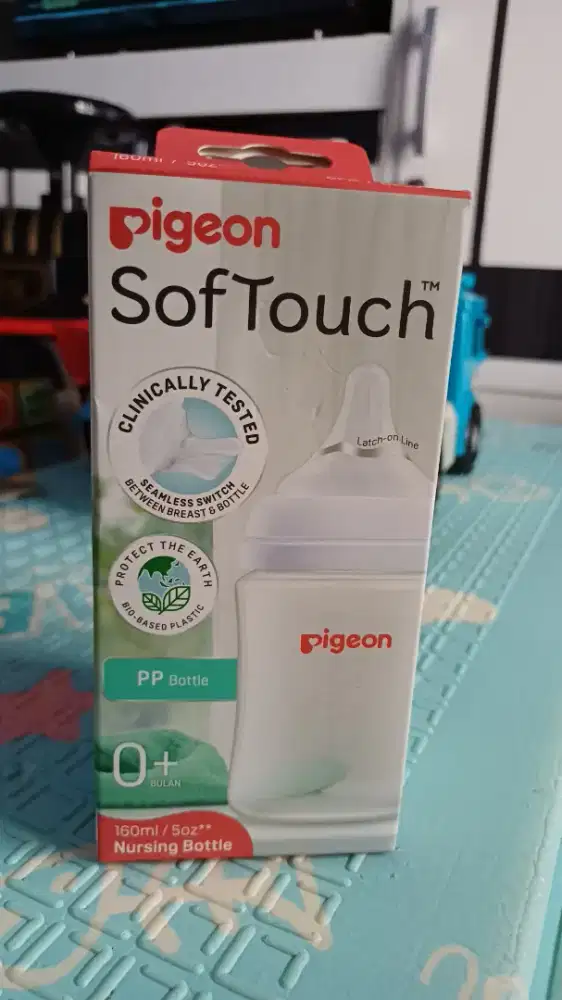 160ml / 5oz**
pigeon
SofTouch™
CLINICALLY TESTED
SEAMLESS SWITCH
BETWEEN BREAST & BOTTLE
Latch-on Line
PROTECT THE EARTH
BIO-BASED PLASTIC
pigeon
PP Bottle
0+
BULAN
160ml / 5oz**
Nursing Bottle